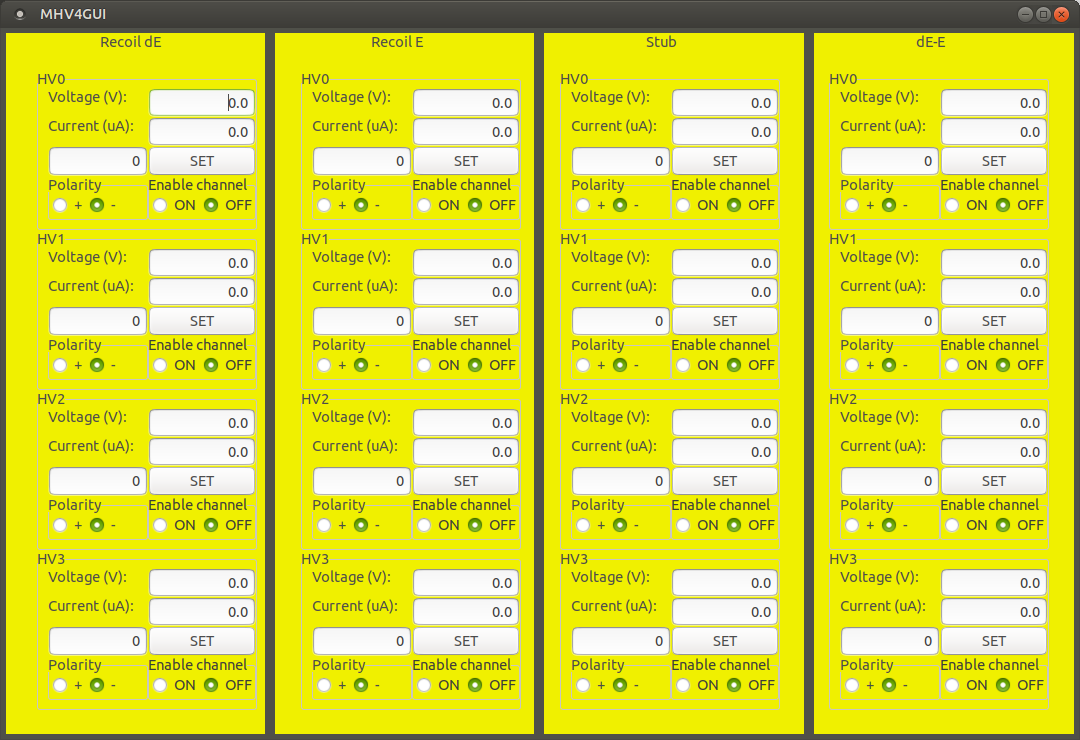 MHV4GUI
Recoil dE Recoil E Stub dE-E
HV0 HV0 HV0 HV0
Voltage (V): 0.0 Voltage (V): 0.0 Voltage (V): 0.0 Voltage (V): 0.0
Current (uA): 0.0 Current (uA): 0.0 Current (uA): 0.0 Current (uA): 0.0
0 SET 0 SET 0 SET 0 SET
Polarity Enable channel Polarity Enable channel Polarity Enable channel Polarity Enable channel
+ - ON OFF + - ON OFF + - ON OFF + - ON OFF
HV1 HV1 HV1 HV1
Voltage (V): 0.0 Voltage (V): 0.0 Voltage (V): 0.0 Voltage (V): 0.0
Current (uA): 0.0 Current (uA): 0.0 Current (uA): 0.0 Current (uA): 0.0
0 SET 0 SET 0 SET 0 SET
Polarity Enable channel Polarity Enable channel Polarity Enable channel Polarity Enable channel
+ - ON OFF + - ON OFF + - ON OFF + - ON OFF
HV2 HV2 HV2 HV2
Voltage (V): 0.0 Voltage (V): 0.0 Voltage (V): 0.0 Voltage (V): 0.0
Current (uA): 0.0 Current (uA): 0.0 Current (uA): 0.0 Current (uA): 0.0
0 SET 0 SET 0 SET 0 SET
Polarity Enable channel Polarity Enable channel Polarity Enable channel Polarity Enable channel
+ - ON OFF + - ON OFF + - ON OFF + - ON OFF
HV3 HV3 HV3 HV3
Voltage (V): 0.0 Voltage (V): 0.0 Voltage (V): 0.0 Voltage (V): 0.0
Current (uA): 0.0 Current (uA): 0.0 Current (uA): 0.0 Current (uA): 0.0
0 SET 0 SET 0 SET 0 SET
Polarity Enable channel Polarity Enable channel Polarity Enable channel Polarity Enable channel
+ - ON OFF + - ON OFF + - ON OFF + - ON OFF